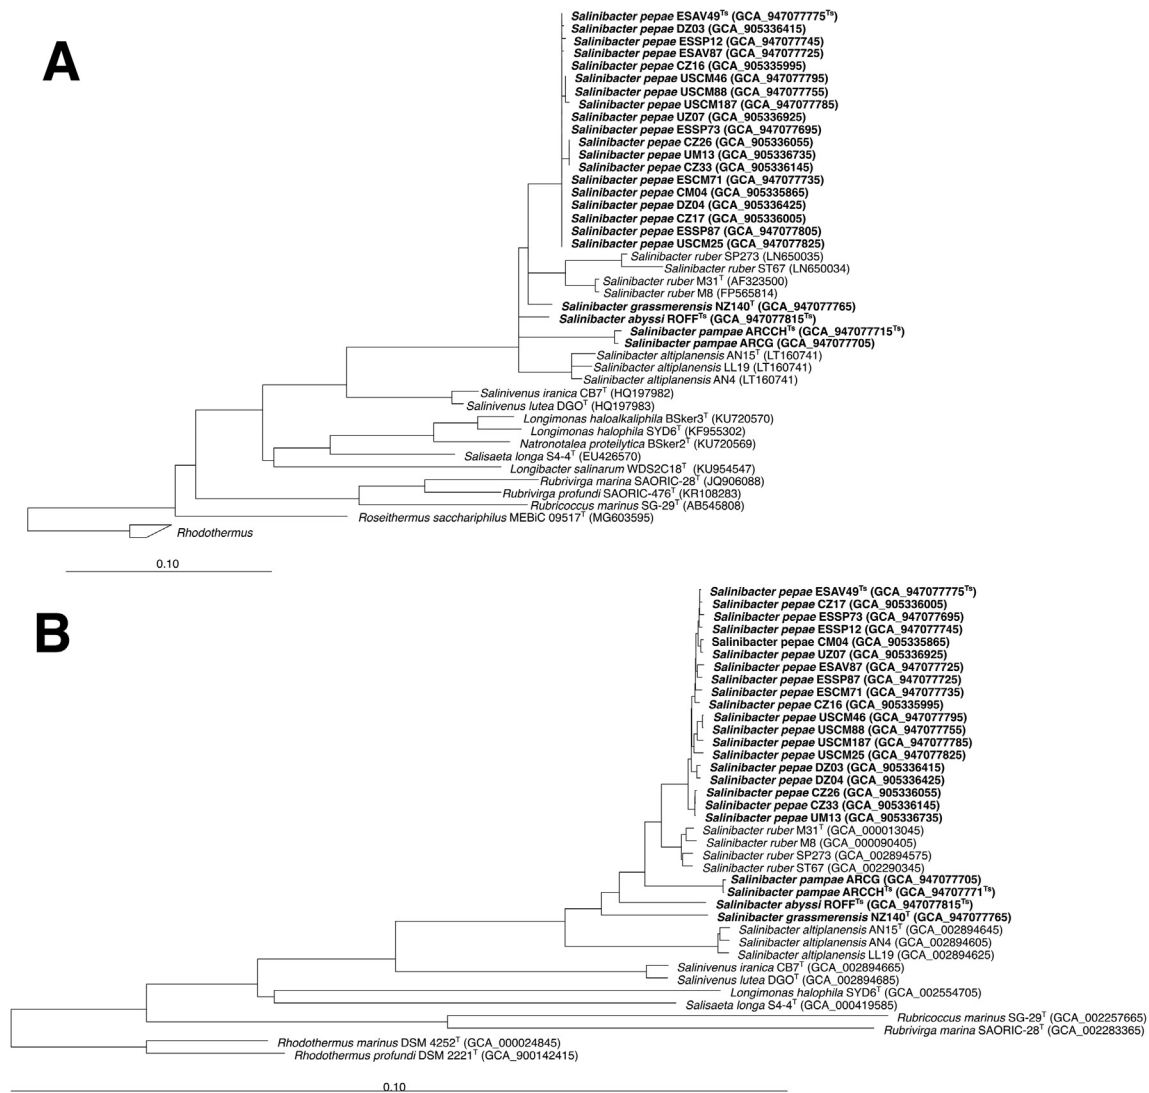 A
Salinibacter pepae ESAV49Ts (GCA_947077775Ts)
Salinibacter pepae DZ03 (GCA_905336415)
Salinibacter pepae ESSP12 (GCA_947077745)
Salinibacter pepae ESAV87 (GCA_947077725)
Salinibacter pepae CZ16 (GCA_905335995)
Salinibacter pepae USCM46 (GCA_947077795)
Salinibacter pepae USCM88 (GCA_947077755)
Salinibacter pepae USCM187 (GCA_947077785)
Salinibacter pepae UZ07 (GCA_905336925)
Salinibacter pepae ESSP73 (GCA_947077695)
Salinibacter pepae CZ26 (GCA_905336055)
Salinibacter pepae UM13 (GCA_905336735)
Salinibacter pepae CZ33 (GCA_905336145)
Salinibacter pepae ESCM71 (GCA_947077735)
Salinibacter pepae CM04 (GCA_905335865)
Salinibacter pepae DZ04 (GCA_905336425)
Salinibacter pepae CZ17 (GCA_905336005)
Salinibacter pepae ESSP87 (GCA_947077805)
Salinibacter pepae USCM25 (GCA_947077825)
Salinibacter ruber SP273 (LN650035)
Salinibacter ruber ST67 (LN650034)
Salinibacter ruber M31T (AF323500)
Salinibacter ruber M8 (FP565814)
Salinibacter grassmerensis NZ140T (GCA_947077765)
Salinibacter abyssi ROFFTs (GCA_947077815Ts)
Salinibacter pampae ARCCHTs (GCA_947077715Ts)
Salinibacter pampae ARCG (GCA_947077705)
Salinibacter altiplanensis AN15T (LT160741)
Salinibacter altiplanensis LL19 (LT160741)
Salinibacter altiplanensis AN4 (LT160741)
Salinivenus iranica CB7T (HQ197982)
Salinivenus lutea DGOT (HQ197983)
Longimonas haloalkaliphila BSker3T (KU720570)
Longimonas halophila SYD6T (KF955302)
Natronotalea proteilytica BSker2T (KU720569)
Salisaeta longa S4-4T (EU426570)
Longibacter salinarum WDS2C18T (KU954547)
Rubrivirga marina SAORIC-28T (JQ906088)
Rubrivirga profundi SAORIC-476T (KR108283)
Rubricoccus marinus SG-29T (AB545808)
Roseithermus sacchariphilus MEBiC 09517T (MG603595)
Rhodothermus
0.10
B
Salinibacter pepae ESAV49Ts (GCA_947077775Ts)
Salinibacter pepae CZ17 (GCA_905336005)
Salinibacter pepae ESSP73 (GCA_947077695)
Salinibacter pepae ESSP12 (GCA_947077745)
Salinibacter pepae CM04 (GCA_905335865)
Salinibacter pepae UZ07 (GCA_905336925)
Salinibacter pepae ESAV87 (GCA_947077725)
Salinibacter pepae ESSP87 (GCA_947077725)
Salinibacter pepae ESCM71 (GCA_947077735)
Salinibacter pepae CZ16 (GCA_905335995)
Salinibacter pepae USCM46 (GCA_947077795)
Salinibacter pepae USCM88 (GCA_947077755)
Salinibacter pepae USCM187 (GCA_947077785)
Salinibacter pepae USCM25 (GCA_947077825)
Salinibacter pepae DZ03 (GCA_905336415)
Salinibacter pepae DZ04 (GCA_905336425)
Salinibacter pepae CZ26 (GCA_905336055)
Salinibacter pepae CZ33 (GCA_905336145)
Salinibacter pepae UM13 (GCA_905336735)
Salinibacter ruber M31T (GCA_000013045)
Salinibacter ruber M8 (GCA_000090405)
Salinibacter ruber SP273 (GCA_002894575)
Salinibacter ruber ST67 (GCA_002290345)
Salinibacter pampae ARCG (GCA_947077705)
Salinibacter pampae ARCCHTs (GCA_94707771Ts)
Salinibacter abyssi ROFFTs (GCA_947077815Ts)
Salinibacter grassmerensis NZ140T (GCA_947077765)
Salinibacter altiplanensis AN15T (GCA_002894645)
Salinibacter altiplanensis AN4 (GCA_002894605)
Salinibacter altiplanensis LL19 (GCA_002894625)
Salinivenus iranica CB7T (GCA_002894665)
Salinivenus lutea DGOT (GCA_002894685)
Longimonas halophila SYD6T (GCA_002554705)
Salisaeta longa S4-4T (GCA_000419585)
Rubricoccus marinus SG-29T (GCA_002257665)
Rubrivirga marina SAORIC-28T (GCA_002283365)
Rhodothermus marinus DSM 4252T (GCA_000024845)
Rhodothermus profundi DSM 2221T (GCA_900142415)
0.10